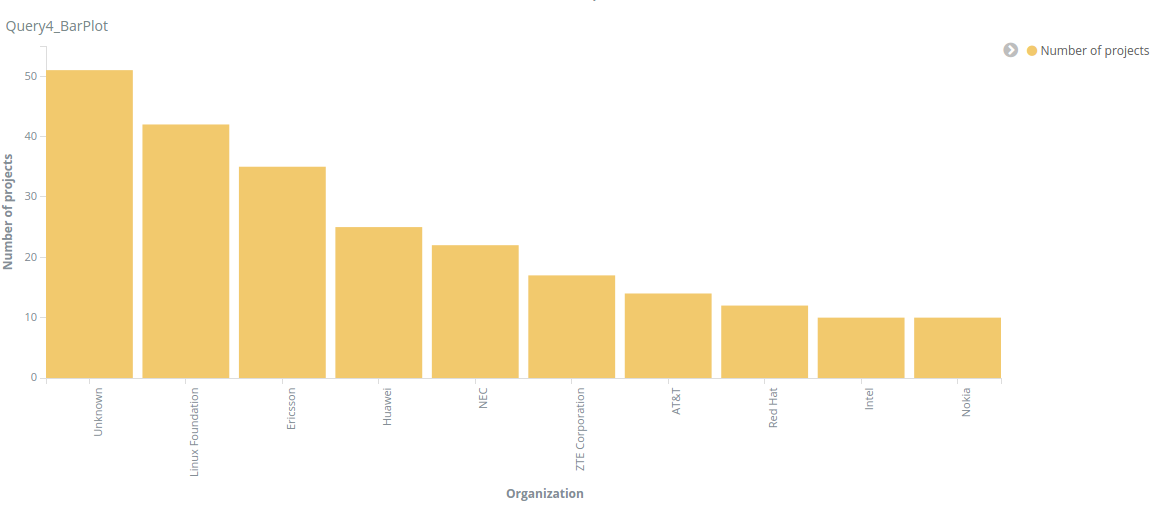 Query4_BarPlot
Number of projects
Number of projects
50
40
30
20
10
0
Unknown
Linux Foundation
Ericsson
Huawei
NEC
ZTE Corporation
AT&T
Red Hat
Intel
Nokia
Organization